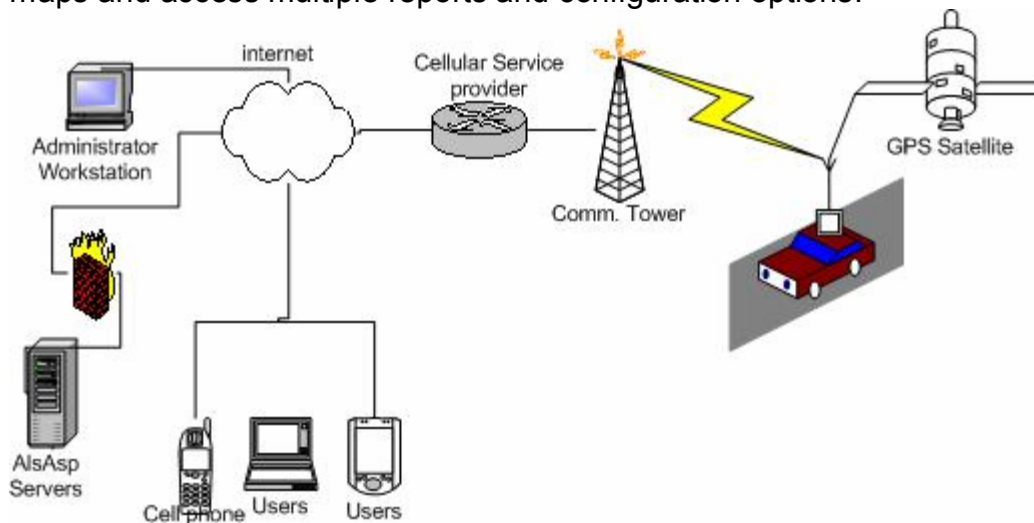 maps and access multiple reports and configuration options.
internet
Cellular Service
provider
Administrator
Workstation
GPS Satellite
Comm. Tower
AlsAsp
Servers
Cell phone
Users
Users